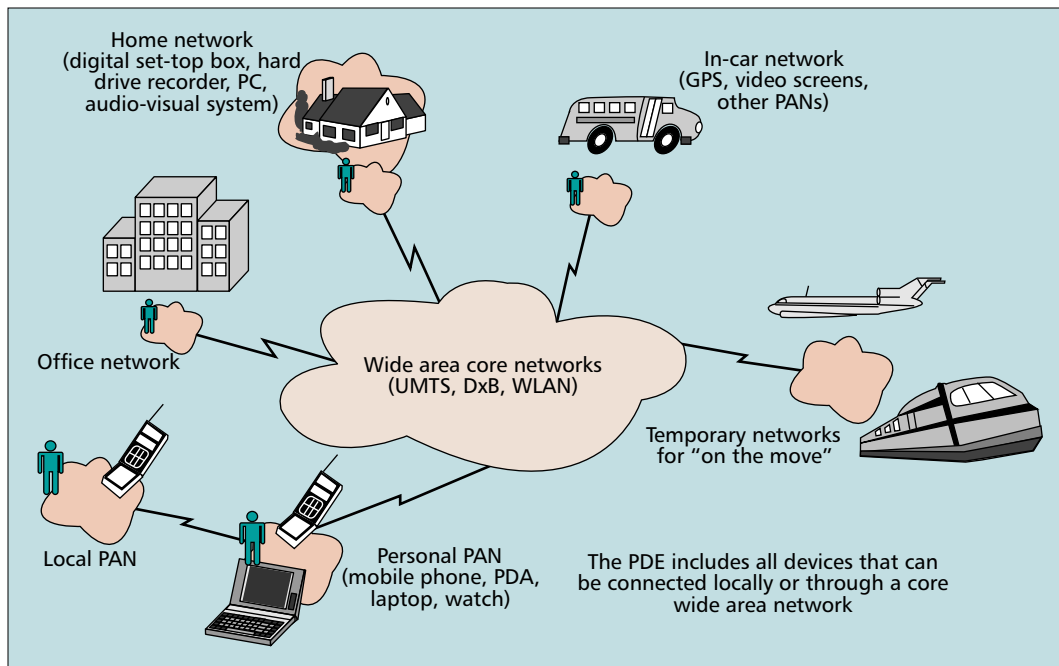 Home network
(digital set-top box, hard
drive recorder, PC,
audio-visual system)
In-car network
(GPS, video screens,
other PANs)
Office network
Wide area core networks
(UMTS, DxB, WLAN)
Temporary networks
for “on the move”
Local PAN
Personal PAN
(mobile phone, PDA,
laptop, watch)
The PDE includes all devices that can
be connected locally or through a core
wide area network